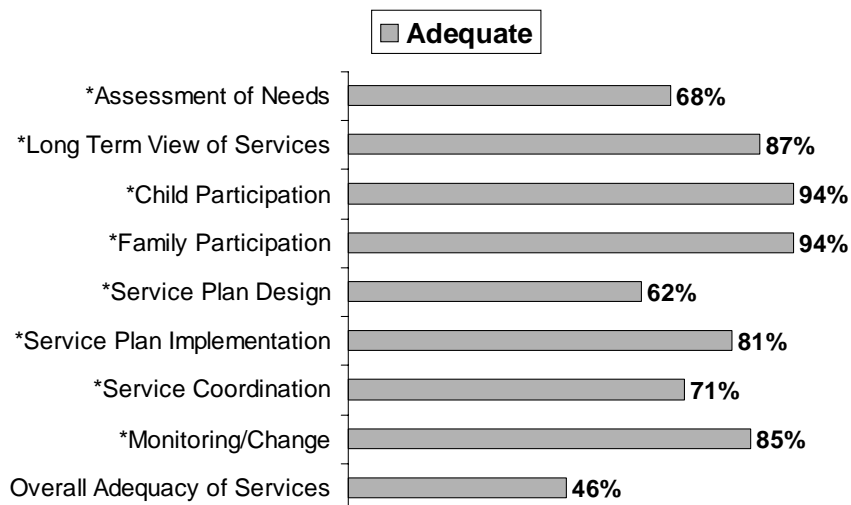 Adequate
*Assessment of Needs 68%
*Long Term View of Services 87%
*Child Participation 94%
*Family Participation 94%
*Service Plan Design 62%
*Service Plan Implementation 81%
*Service Coordination 71%
*Monitoring/Change 85%
Overall Adequacy of Services 46%